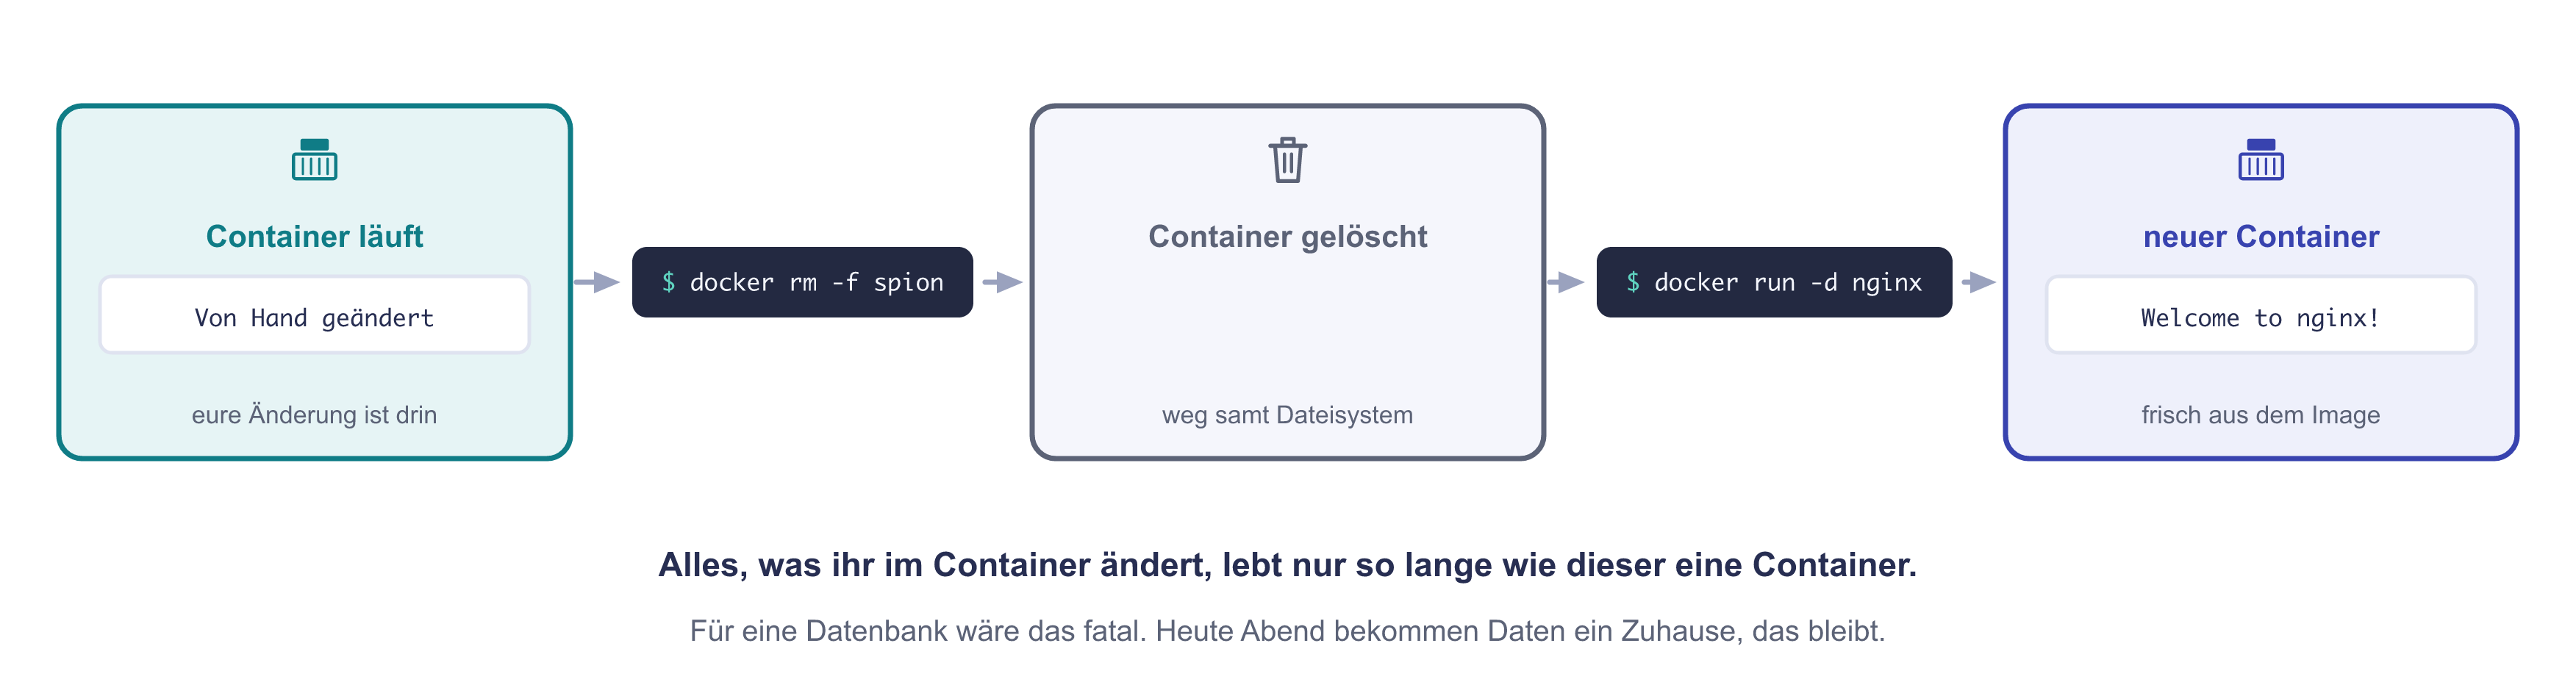 Container läuft
Von Hand geändert
eure Änderung ist drin
$ docker rm -f spion
Container gelöscht
weg samt Dateisystem
$ docker run -d nginx
neuer Container
Welcome to nginx!
frisch aus dem Image
Alles, was ihr im Container ändert, lebt nur so lange wie dieser eine Container.
Für eine Datenbank wäre das fatal. Heute Abend bekommen Daten ein Zuhause, das bleibt.